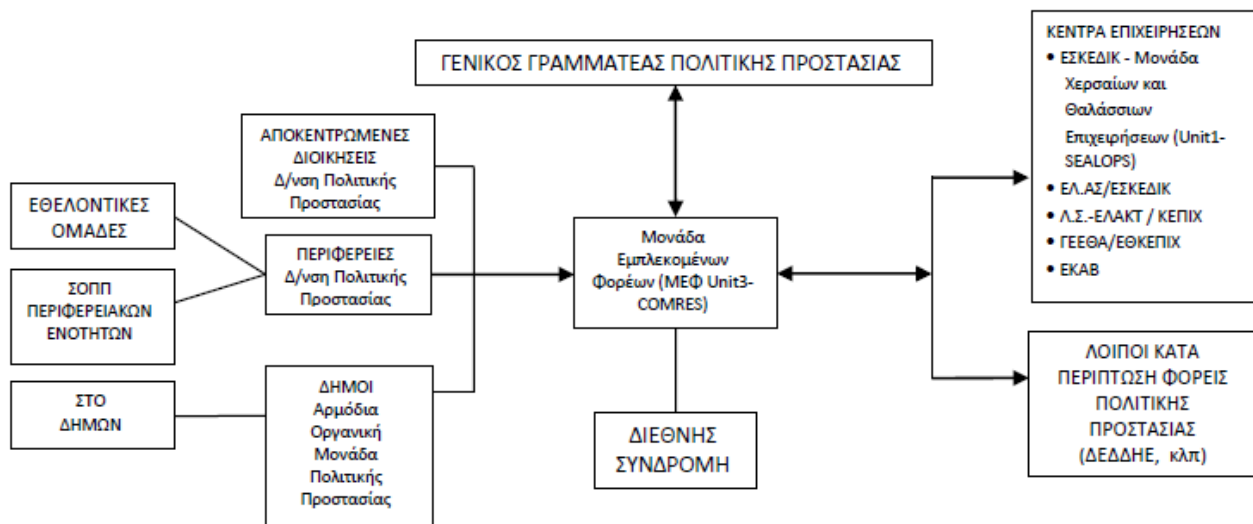 ΓΕΝΙΚΟΣ ΓΡΑΜΜΑΤΕΑΣ ΠΟΛΙΤΙΚΗΣ ΠΡΟΣΤΑΣΙΑΣ
ΚΕΝΤΡΑ ΕΠΙΧΕΙΡΗΣΕΩΝ
• ΕΣΚΕΔΙΚ - Μονάδα
Χερσαίων και
Θαλάσσιων
Επιχειρήσεων (Unit1-
SEALOPS)
• ΕΛ.ΑΣ/ΕΣΚΕΔΙΚ
• Λ.Σ.-ΕΛΑΚΤ / ΚΕΠΙΧ
• ΓΕΕΘΑ/ΕΘΚΕΠΙΧ
• ΕΚΑΒ
ΑΠΟΚΕΝΤΡΩΜΕΝΕΣ
ΔΙΟΙΚΗΣΕΙΣ
Δ/νση Πολιτικής
Προστασίας
ΕΘΕΛΟΝΤΙΚΕΣ
ΟΜΑΔΕΣ
ΠΕΡΙΦΕΡΕΙΕΣ
Δ/νση Πολιτικής
Προστασίας
Μονάδα
Εμπλεκομένων
Φορέων (ΜΕΦ Unit3-
COMRES)
ΣΟΠΠ
ΠΕΡΙΦΕΡΕΙΑΚΩΝ
ΕΝΟΤΗΤΩΝ
ΣΤΟ
ΔΗΜΩΝ
ΔΗΜΟΙ
Αρμόδια
Οργανική
Μονάδα
Πολιτικής
Προστασίας
ΔΙΕΘΝΗΣ
ΣΥΝΔΡΟΜΗ
ΛΟΙΠΟΙ ΚΑΤΑ
ΠΕΡΙΠΤΩΣΗ ΦΟΡΕΙΣ
ΠΟΛΙΤΙΚΗΣ
ΠΡΟΣΤΑΣΙΑΣ
(ΔΕΔΔΗΕ, κλπ)